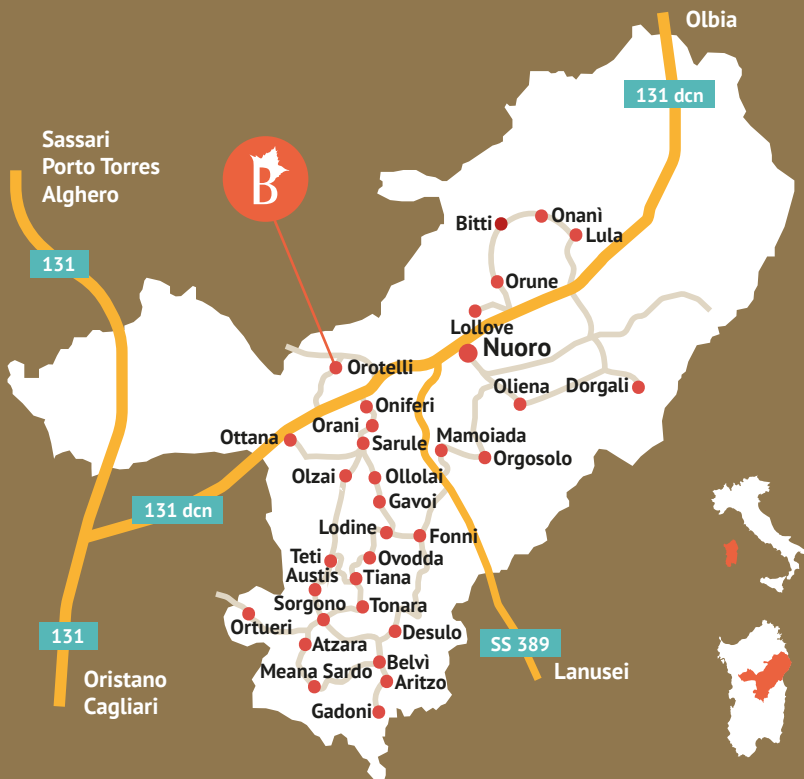 Olbia
131 dcn
Sassari
Porto Torres
Alghero
B
Onanì
Bitti
Lula
131
Orune
Lollove
Nuoro
Orotelli
Oliena
Dorgali
Oniferi
Orani
Ottana
Sarule
Mamoiada
Orgosolo
Olzai
Ollolai
Gavoi
131 dcn
Lodine
Fonni
Teti
Ovodda
Austis
Tiana
Sorgono
Tonara
Ortueri
Desulo
131
Atzara
SS 389
Belvì
Meana Sardo
Lanusei
Oristano
Aritzo
Cagliari
Gadoni